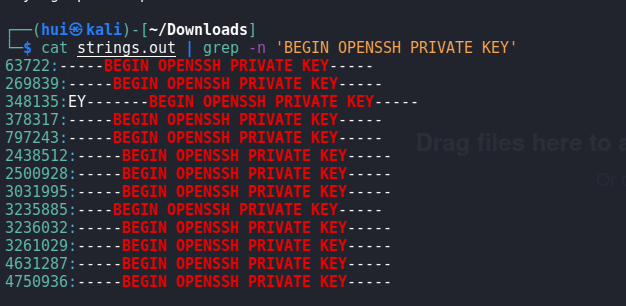 ┌──(hui㉿kali)-[~/Downloads]
└─$ cat strings.out | grep -n 'BEGIN OPENSSH PRIVATE KEY'
63722:-----BEGIN OPENSSH PRIVATE KEY-----
269839:-----BEGIN OPENSSH PRIVATE KEY-----
348135:EY-------BEGIN OPENSSH PRIVATE KEY-----
378317:-----BEGIN OPENSSH PRIVATE KEY-----
797243:-----BEGIN OPENSSH PRIVATE KEY-----
2438512:-----BEGIN OPENSSH PRIVATE KEY-----
2500928:-----BEGIN OPENSSH PRIVATE KEY-----
3031995:-----BEGIN OPENSSH PRIVATE KEY-----
3235885:----BEGIN OPENSSH PRIVATE KEY-----
3236032:-----BEGIN OPENSSH PRIVATE KEY-----
3261029:-----BEGIN OPENSSH PRIVATE KEY-----
4631287:-----BEGIN OPENSSH PRIVATE KEY-----
4750936:-----BEGIN OPENSSH PRIVATE KEY-----
Drag files here to a
Or